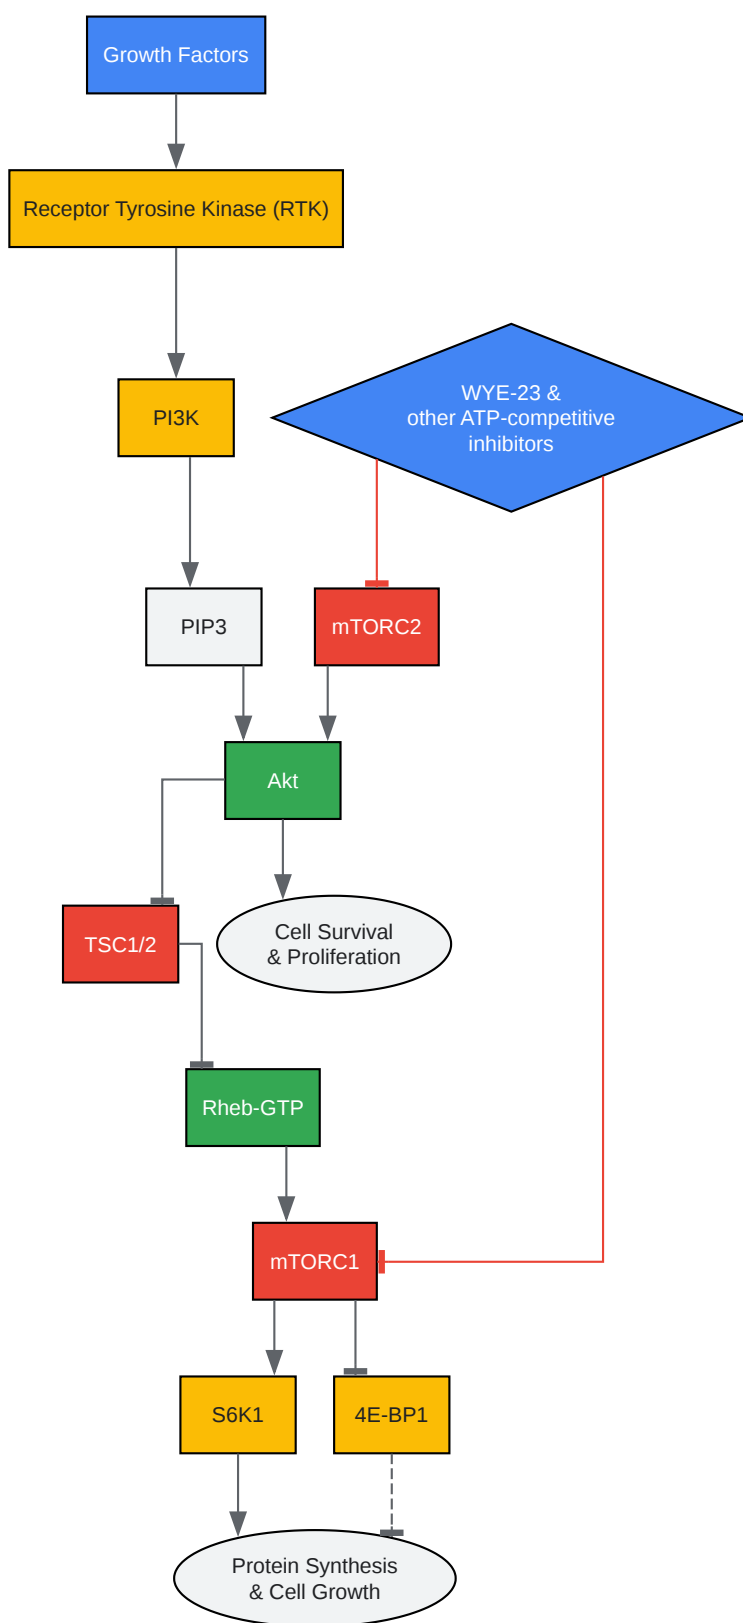 Growth Factors
Receptor Tyrosine Kinase (RTK)
PI3K
WYE-23 &
other ATP-competitive
inhibitors
PIP3
mTORC2
Akt
TSC1/2
Cell Survival
& Proliferation
Rheb-GTP
mTORC1
S6K1
4E-BP1
Protein Synthesis
& Cell Growth